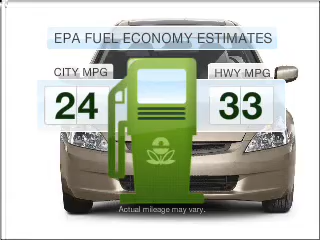 EPA FUEL ECONOMY ESTIMATES
CITY MPG
HWY MPG
24
33
Actual mileage may vary.